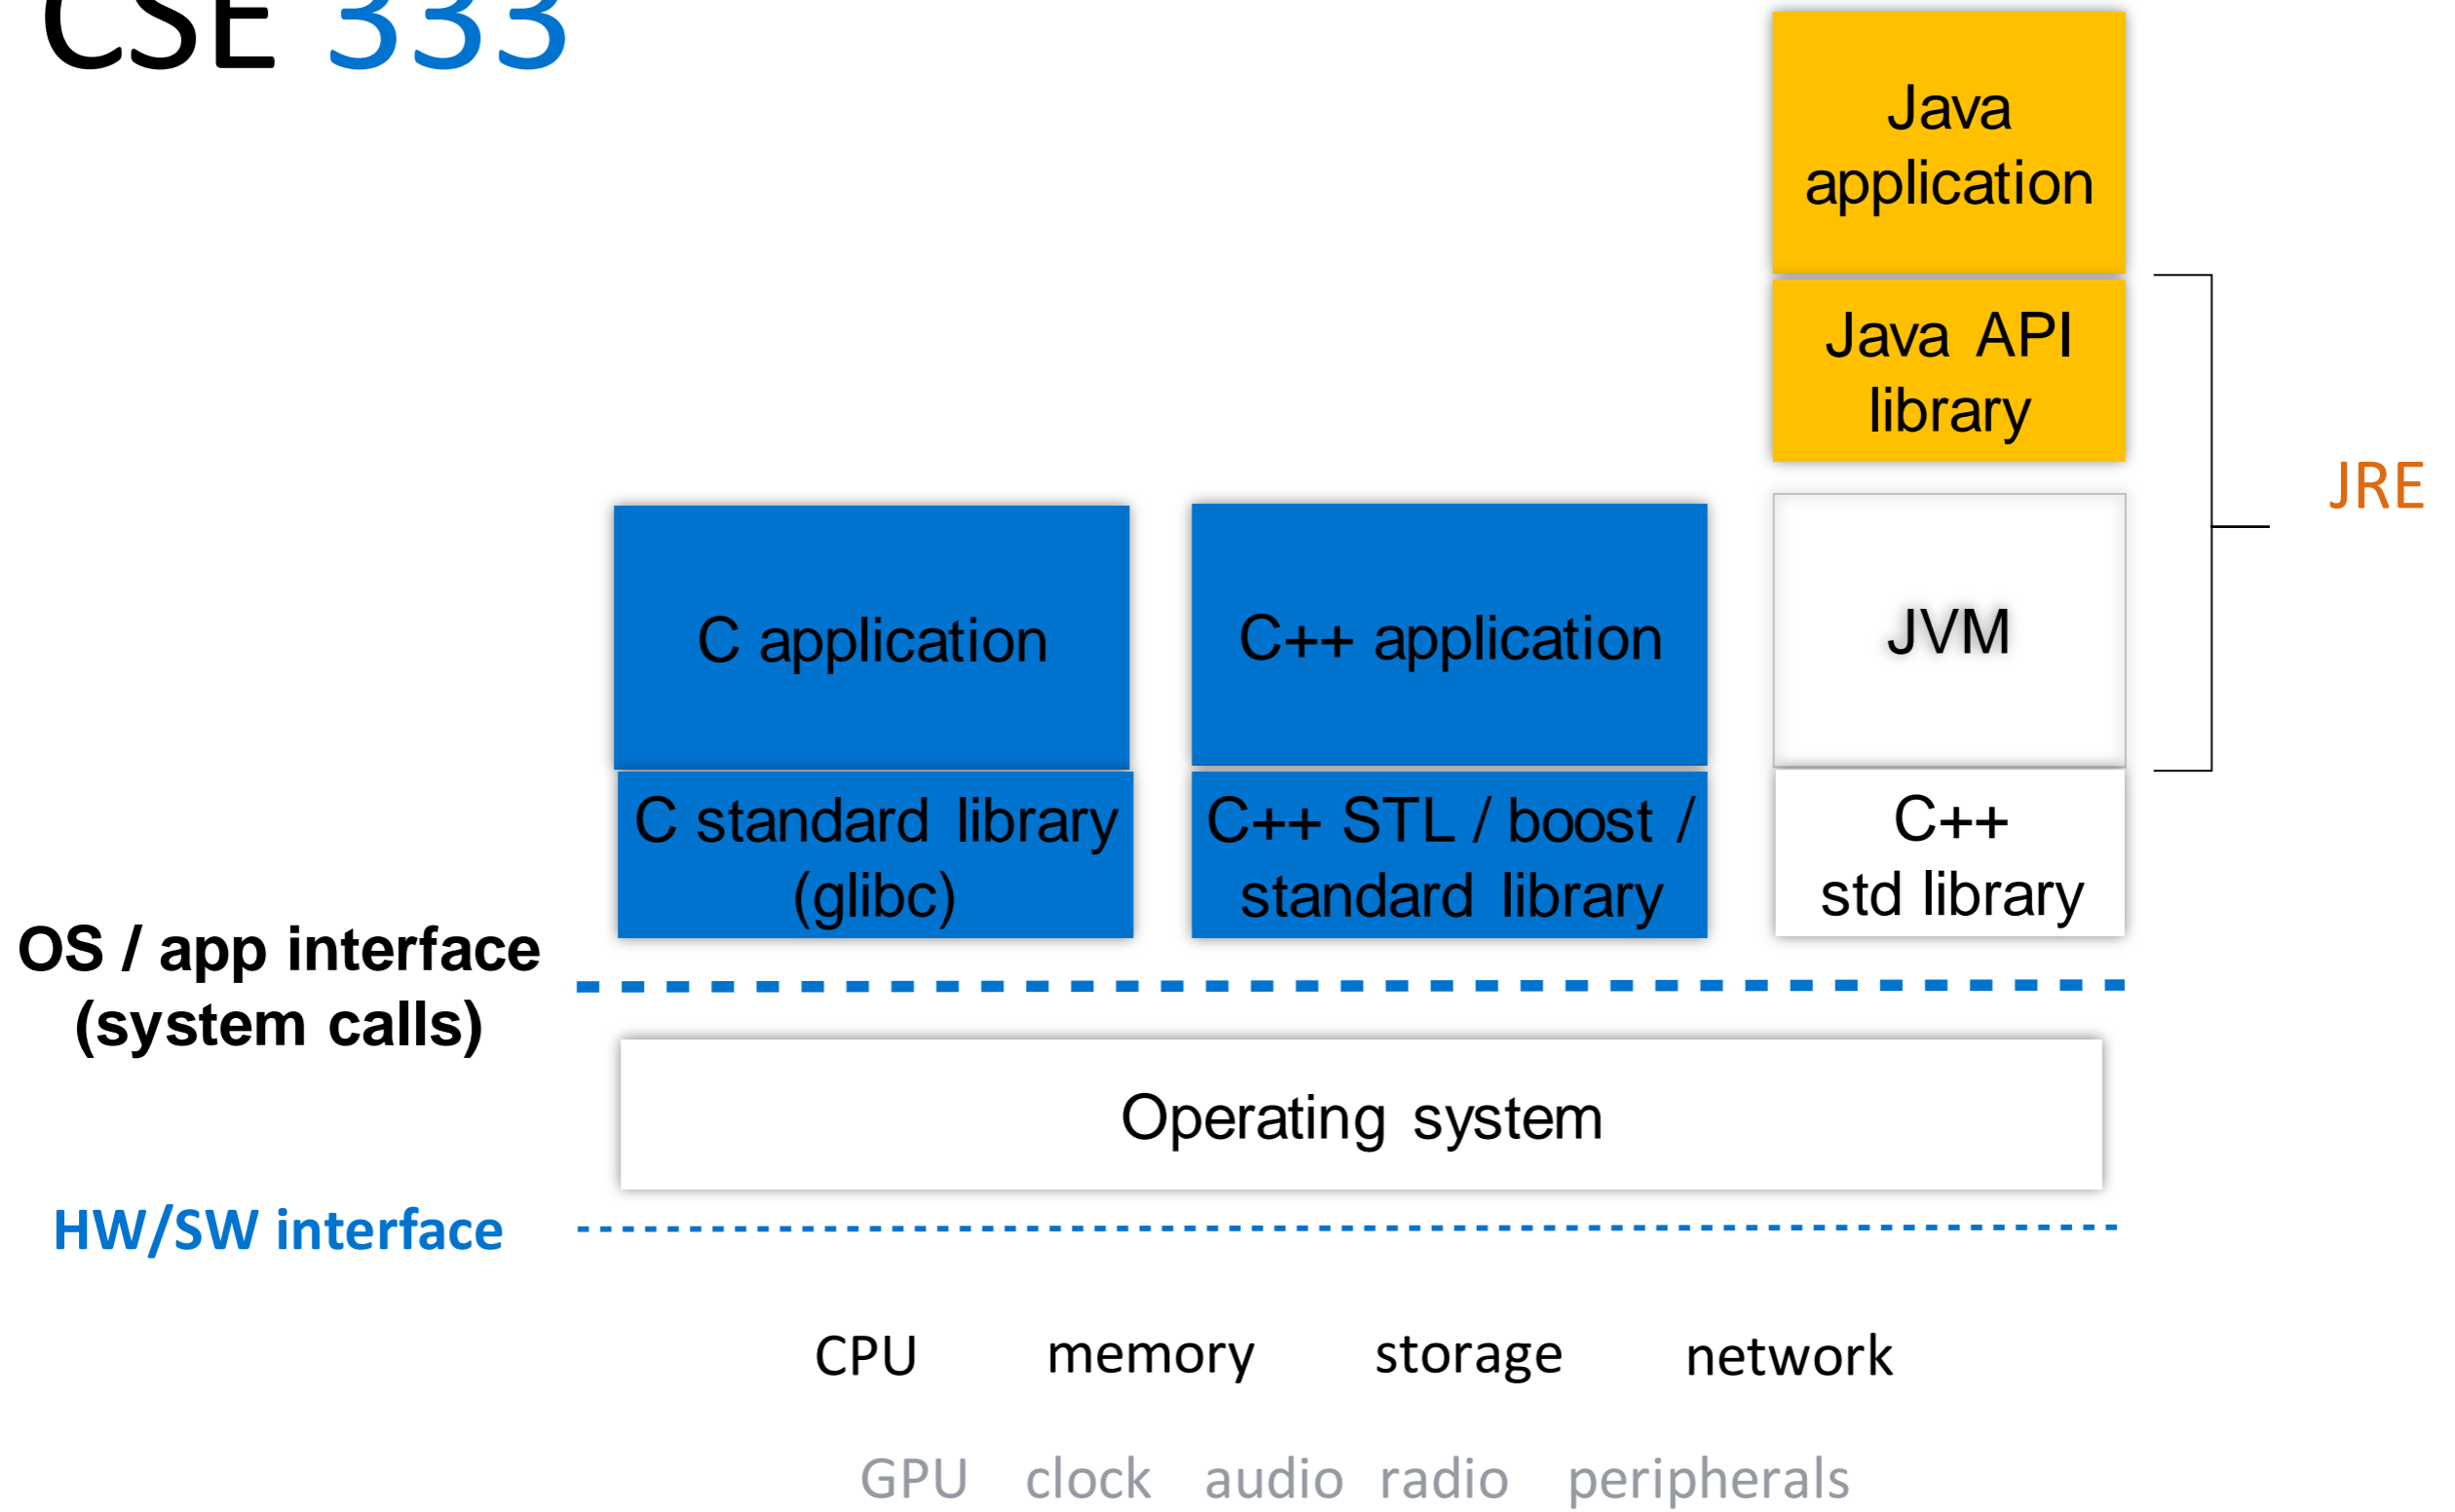 CSE 333
Java
application
Java API
library
JRE
C application
C++ application
JVM
C standard library
(glibc)
C++ STL / boost /
standard library
C++
std library
OS / app interface
(system calls)
Operating system
HW/SW interface
CPU memory storage network
GPU clock audio radio peripherals